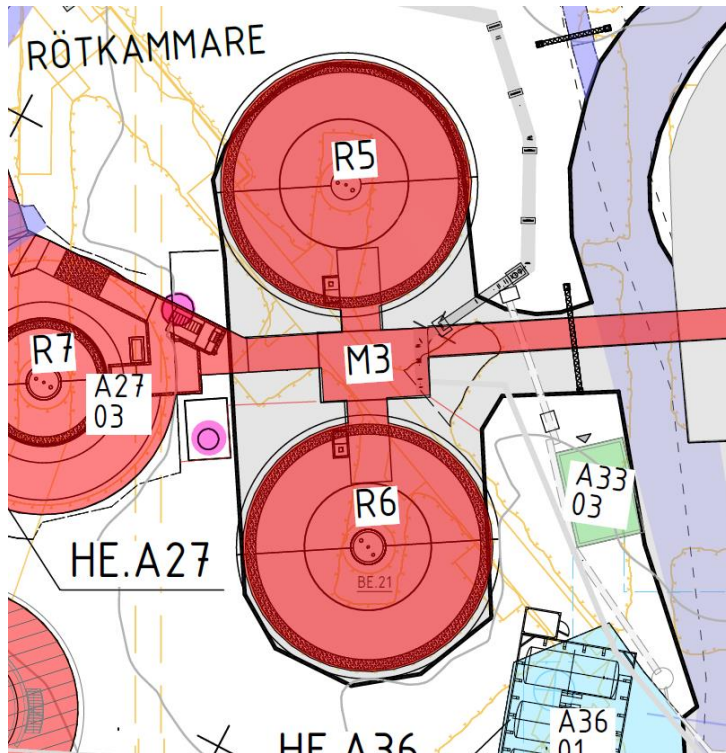 RÖTKAMMARE
R5
R7
M3
A27
03
R6
A33
03
HE.A27
BE.21
A36
01
HE.A36